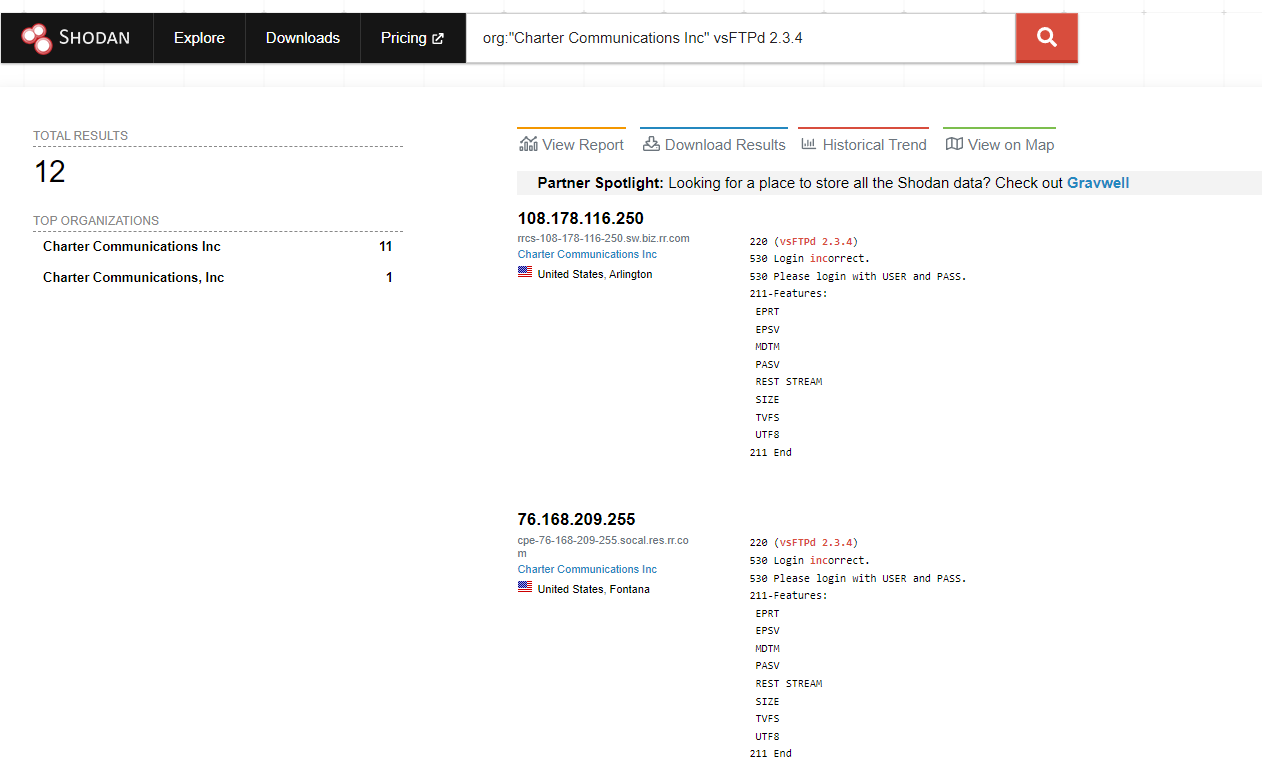 SHODAN Explore Downloads Pricing org:"Charter Communications Inc" vsFTPd 2.3.4
TOTAL RESULTS
12
TOP ORGANIZATIONS
Charter Communications Inc 11
Charter Communications, Inc 1
View Report Download Results Historical Trend View on Map
Partner Spotlight: Looking for a place to store all the Shodan data? Check out Gravwell
108.178.116.250
rrcs-108-178-116-250.sw.biz.rr.com
Charter Communications Inc
United States, Arlington
220 (vsFTPd 2.3.4)
530 Login incorrect.
530 Please login with USER and PASS.
211-Features:
EPRT
EPSV
MDTM
PASV
REST STREAM
SIZE
TVFS
UTF8
211 End
76.168.209.255
cpe-76-168-209-255.socal.res.rr.co
m
Charter Communications Inc
United States, Fontana
220 (vsFTPd 2.3.4)
530 Login incorrect.
530 Please login with USER and PASS.
211-Features:
EPRT
EPSV
MDTM
PASV
REST STREAM
SIZE
TVFS
UTF8
211 End